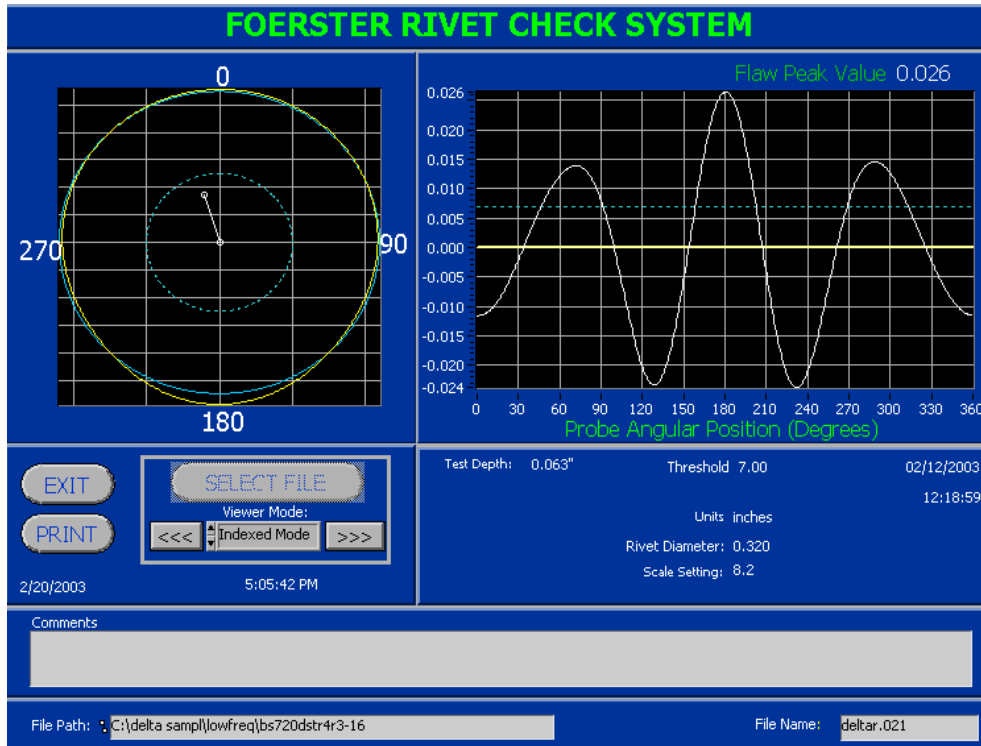 FOERSTER RIVET CHECK SYSTEM
0
270
90
180
Flaw Peak Value 0.026
0.026
0.020
0.015
0.010
0.005
0.000
-0.005
-0.010
-0.015
-0.020
-0.024
0 30 60 90 120 150 180 210 240 270 300 330 360
Probe Angular Position (Degrees)
EXIT
PRINT
SELECT FILE
Viewer Mode:
<<< Indexed Mode >>>
2/20/2003 5:05:42 PM
Test Depth: 0.063" Threshold 7.00 02/12/2003
12:18:59
Units inches
Rivet Diameter: 0.320
Scale Setting: 8.2
Comments
File Path: C:\delta sampl\lowfreq\bs720dstr4r3-16 File Name: deltar.021